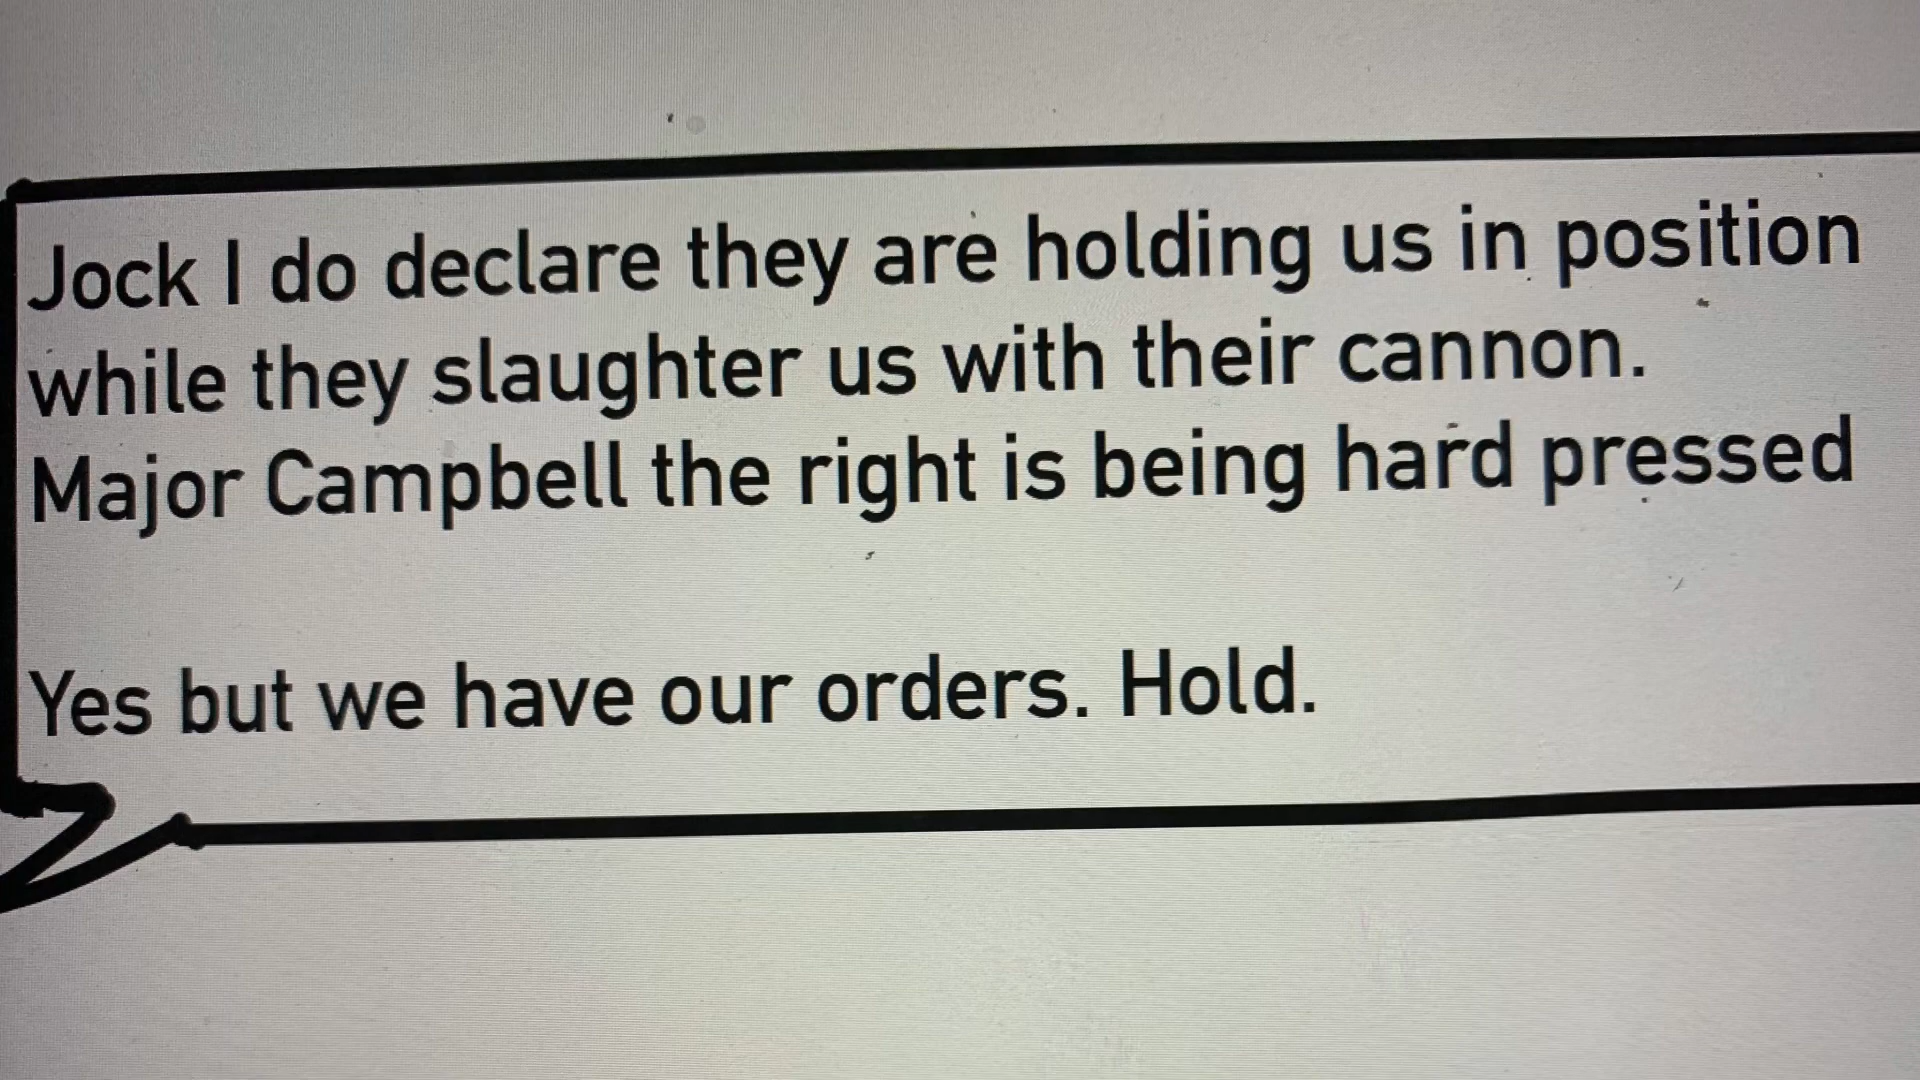 Jock I do declare they are holding us in position
while they slaughter us with their cannon.
Major Campbell the right is being hard pressed
Yes but we have our orders. Hold.